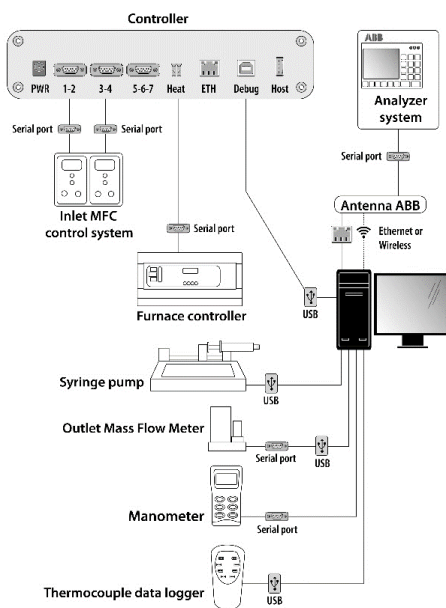 Controller
ABB
PWR 1-2 3-4 5-6-7 Heat ETH Debug Host
Analyzer
system
Serial port Serial port
Serial port
Inlet MFC
control system
Antenna ABB
Serial port
Ethernet or
Wireless
USB
Furnace controller
Syringe pump
USB
Outlet Mass Flow Meter
Serial port USB
Manometer
Serial port
Thermocouple data logger
USB